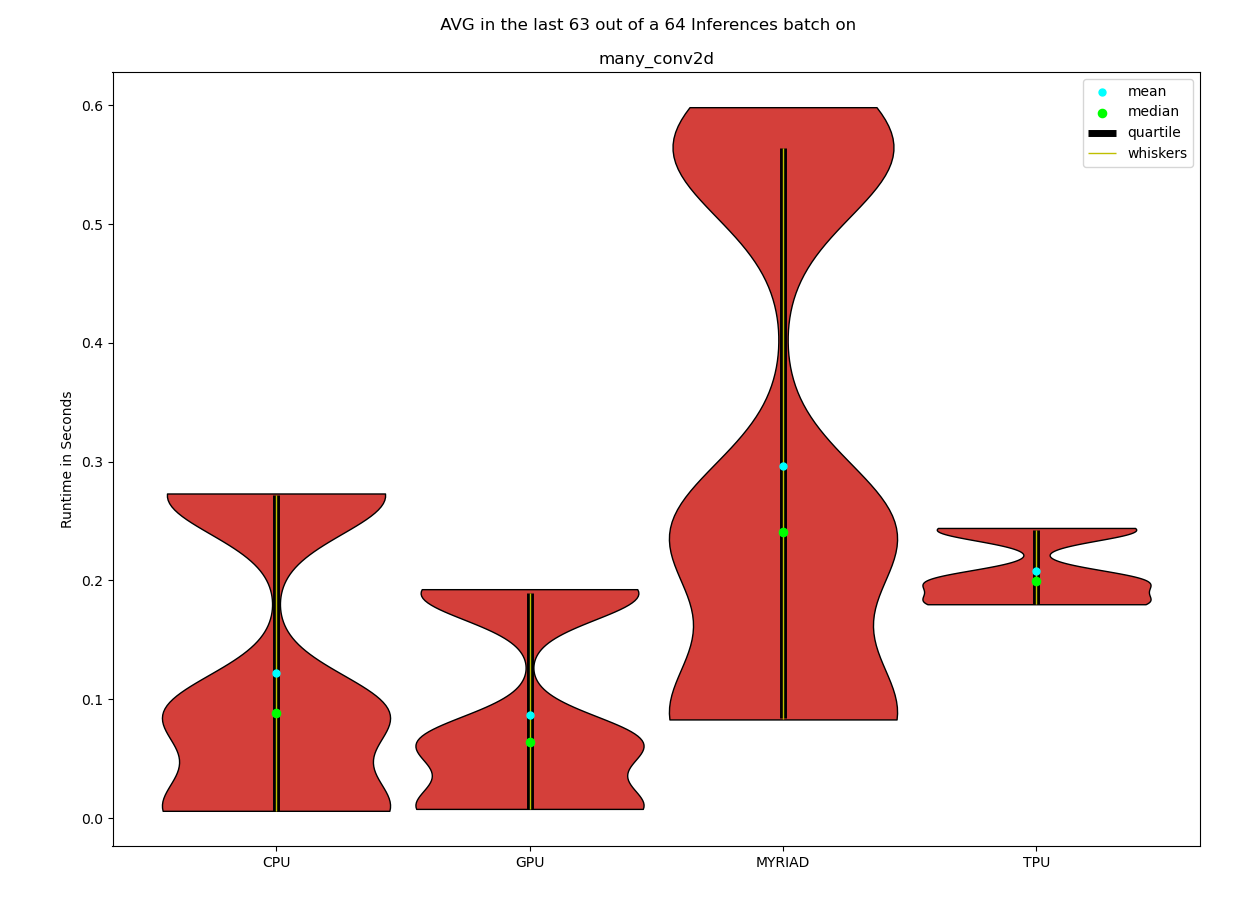 AVG in the last 63 out of a 64 Inferences batch on
many_conv2d
mean
median
quartile
whiskers
0.6
0.5
0.4
0.3
0.2
0.1
0.0
Runtime in Seconds
CPU
GPU
MYRIAD
TPU